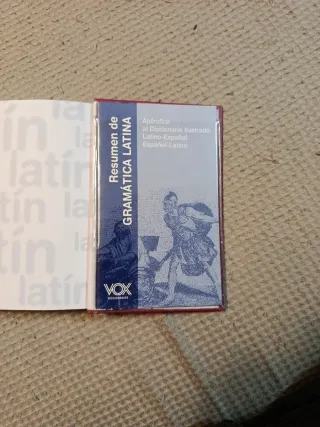 latín
latín
latín
latín
latín
Resumen de
GRAMÁTICA LATINA
Apéndice
al Diccionario ilustrado
Latino-Español
Español-Latino
VOX